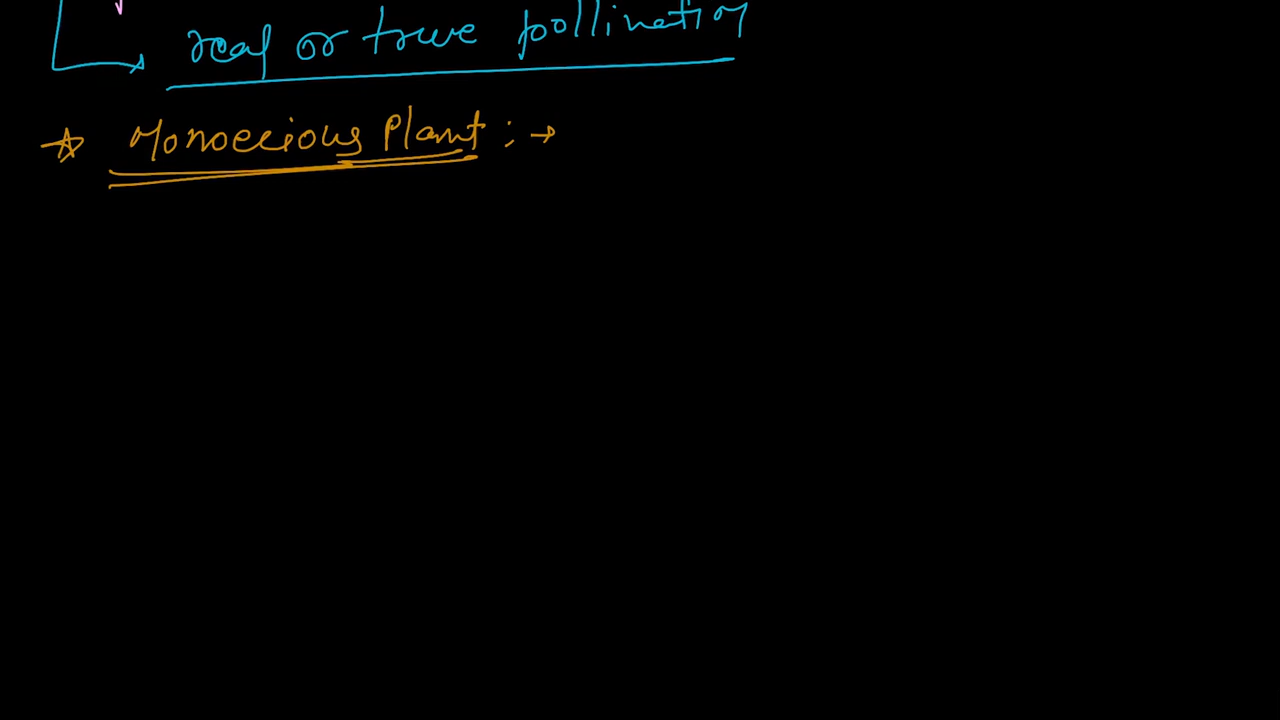 → real or true pollination
☆ Monoecious Plant : →